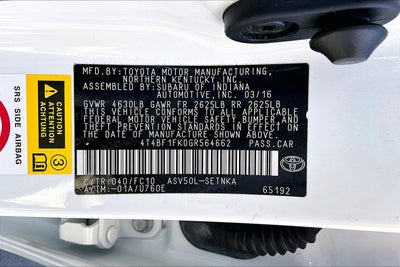 MFD. BY:TOYOTA MOTOR MANUFACTURING,
NORTHERN KENTUCKY, INC.
MFD. BY:SUBARU OF INDIANA
AUTOMOTIVE,INC. 03/16
GVWR 4630LB GAWR FR 2625LB RR 2625LB
THIS VEHICLE CONFORMS TO ALL APPLICABLE
FEDERAL MOTOR VEHICLE SAFETY,BUMPER,AND
THEFT PREVENTION STANDARDS IN EFFECT ON
THE DATE OF MANUFACTURE SHOWN ABOVE.
4T4BF1FK0GR564662 PASS.CAR
C/TR:040/FC10 ASV50L-SETNKA
A/TM:-01A/U760E 65192
TOYOTA
SRS SIDE AIRBAG
CAUTION